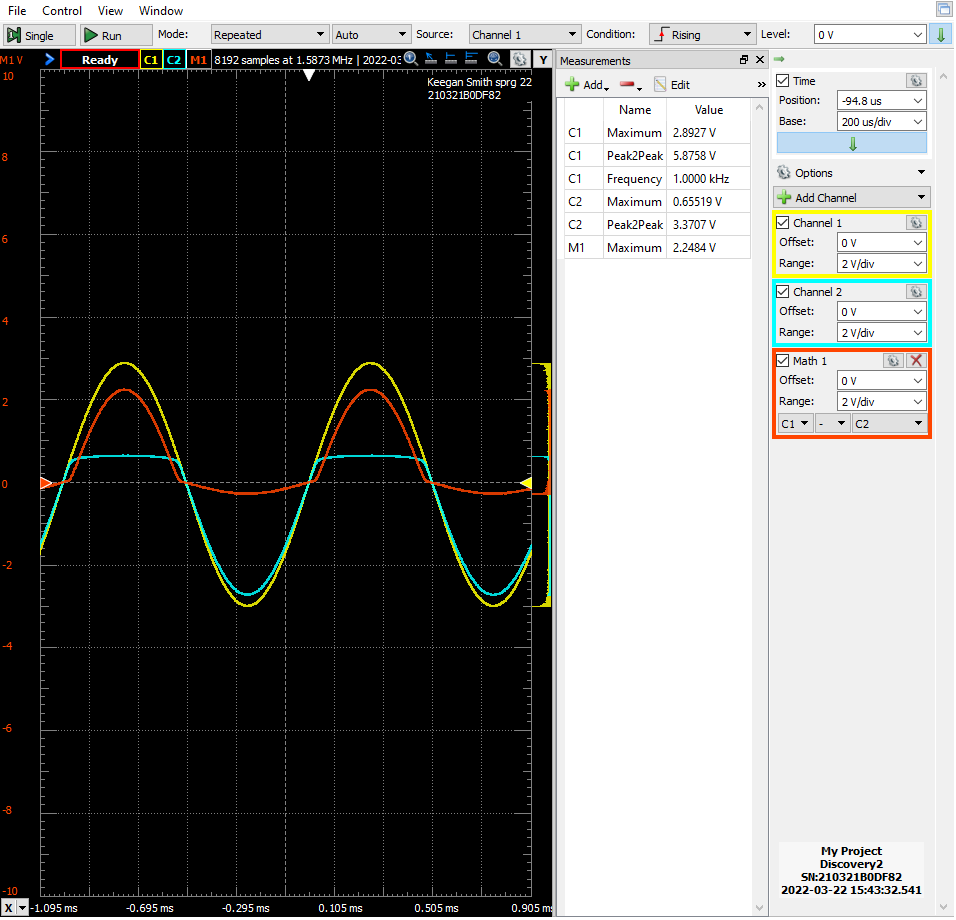 File Control View Window
Single Run Mode: Repeated Auto Source: Channel 1 Condition: Rising Level: 0 V
M1 V Ready C1 C2 M1 8192 samples at 1.5873 MHz | 2022-03 Y
Keegan Smith sprg 22
210321B0DF82
10
8
6
4
2
0
-2
-4
-6
-8
-10
X -1.095 ms -0.695 ms -0.295 ms 0.105 ms 0.505 ms 0.905 ms
Measurements
Add Edit »
Name Value
C1 Maximum 2.8927 V
C1 Peak2Peak 5.8758 V
C1 Frequency 1.0000 kHz
C2 Maximum 0.65519 V
C2 Peak2Peak 3.3707 V
M1 Maximum 2.2484 V
Time
Position: -94.8 us
Base: 200 us/div
Options
Add Channel
Channel 1
Offset: 0 V
Range: 2 V/div
Channel 2
Offset: 0 V
Range: 2 V/div
Math 1
Offset: 0 V
Range: 2 V/div
C1 - C2
My Project
Discovery2
SN:210321B0DF82
2022-03-22 15:43:32.541